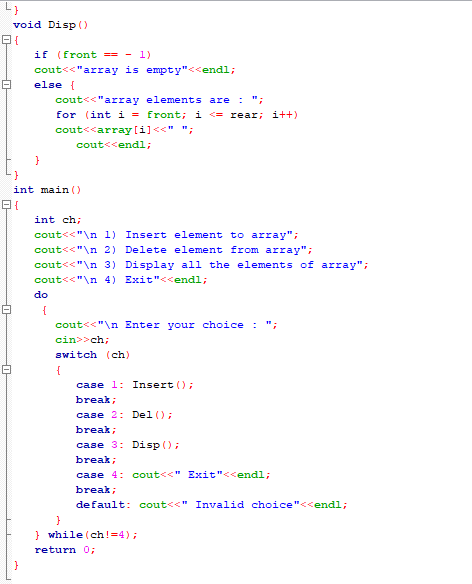 }
void Disp()
{
if (front == - 1)
cout<<"array is empty"<<endl;
else {
cout<<"array elements are : ";
for (int i = front; i <= rear; i++)
cout<<array[i]<<" ";
cout<<endl;
}
}
int main()
{
int ch;
cout<<"\n 1) Insert element to array";
cout<<"\n 2) Delete element from array";
cout<<"\n 3) Display all the elements of array";
cout<<"\n 4) Exit"<<endl;
do
{
cout<<"\n Enter your choice : ";
cin>>ch;
switch (ch)
{
case 1: Insert();
break;
case 2: Del();
break;
case 3: Disp();
break;
case 4: cout<<" Exit"<<endl;
break;
default: cout<<" Invalid choice"<<endl;
}
} while(ch!=4);
return 0;
}